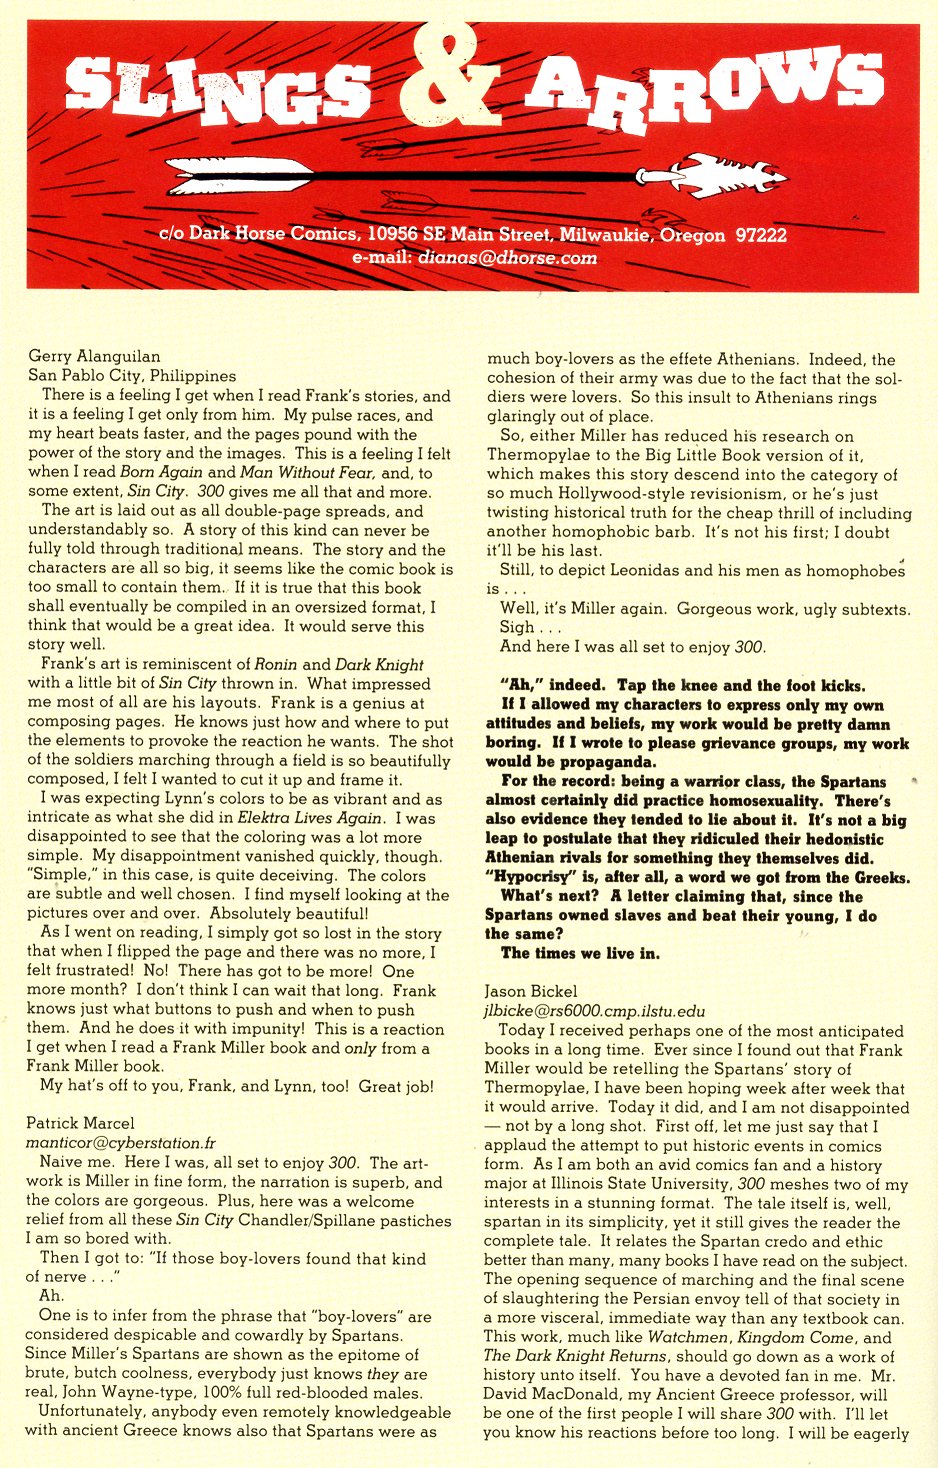 SLINGS & ARROWS
c/o Dark Horse Comics, 10956 SE Main Street, Milwaukie, Oregon 97222
e-mail: dianas@dhorse.com
Gerry Alanguilan
San Pablo City, Philippines
There is a feeling I get when I read Frank's stories, and
it is a feeling I get only from him. My pulse races, and
my heart beats faster, and the pages pound with the
power of the story and the images. This is a feeling I felt
when I read Born Again and Man Without Fear, and, to
some extent, Sin City. 300 gives me all that and more.
The art is laid out as all double-page spreads, and
understandably so. A story of this kind can never be
fully told through traditional means. The story and the
characters are all so big, it seems like the comic book is
too small to contain them. If it is true that this book
shall eventually be compiled in an oversized format, I
think that would be a great idea. It would serve this
story well.
Frank's art is reminiscent of Ronin and Dark Knight
with a little bit of Sin City thrown in. What impressed
me most of all are his layouts. Frank is a genius at
composing pages. He knows just how and where to put
the elements to provoke the reaction he wants. The shot
of the soldiers marching through a field is so beautifully
composed, I felt I wanted to cut it up and frame it.
I was expecting Lynn's colors to be as vibrant and as
intricate as what she did in Elektra Lives Again. I was
disappointed to see that the coloring was a lot more
simple. My disappointment vanished quickly, though.
"Simple," in this case, is quite deceiving. The colors
are subtle and well chosen. I find myself looking at the
pictures over and over. Absolutely beautiful!
As I went on reading, I simply got so lost in the story
that when I flipped the page and there was no more, I
felt frustrated! No! There has got to be more! One
more month? I don't think I can wait that long. Frank
knows just what buttons to push and when to push
them. And he does it with impunity! This is a reaction
I get when I read a Frank Miller book and only from a
Frank Miller book.
My hat's off to you, Frank, and Lynn, too! Great job!
Patrick Marcel
manticor@cyberstation.fr
Naive me. Here I was, all set to enjoy 300. The art-
work is Miller in fine form, the narration is superb, and
the colors are gorgeous. Plus, here was a welcome
relief from all these Sin City Chandler/Spillane pastiches
I am so bored with.
Then I got to: "If those boy-lovers found that kind
of nerve . . ."
Ah.
One is to infer from the phrase that "boy-lovers" are
considered despicable and cowardly by Spartans.
Since Miller's Spartans are shown as the epitome of
brute, butch coolness, everybody just knows they are
real, John Wayne-type, 100% full red-blooded males.
Unfortunately, anybody even remotely knowledgeable
with ancient Greece knows also that Spartans were as
much boy-lovers as the effete Athenians. Indeed, the
cohesion of their army was due to the fact that the sol-
diers were lovers. So this insult to Athenians rings
glaringly out of place.
So, either Miller has reduced his research on
Thermopylae to the Big Little Book version of it,
which makes this story descend into the category of
so much Hollywood-style revisionism, or he's just
twisting historical truth for the cheap thrill of including
another homophobic barb. It's not his first; I doubt
it'll be his last.
Still, to depict Leonidas and his men as homophobes
is . . .
Well, it's Miller again. Gorgeous work, ugly subtexts.
Sigh . . .
And here I was all set to enjoy 300.
"Ah," indeed. Tap the knee and the foot kicks.
If I allowed my characters to express only my own
attitudes and beliefs, my work would be pretty damn
boring. If I wrote to please grievance groups, my work
would be propaganda.
For the record: being a warrior class, the Spartans
almost certainly did practice homosexuality. There's
also evidence they tended to lie about it. It's not a big
leap to postulate that they ridiculed their hedonistic
Athenian rivals for something they themselves did.
"Hypocrisy" is, after all, a word we got from the Greeks.
What's next? A letter claiming that, since the
Spartans owned slaves and beat their young, I do
the same?
The times we live in.
Jason Bickel
jlbicke@rs6000.cmp.ilstu.edu
Today I received perhaps one of the most anticipated
books in a long time. Ever since I found out that Frank
Miller would be retelling the Spartans' story of
Thermopylae, I have been hoping week after week that
it would arrive. Today it did, and I am not disappointed
— not by a long shot. First off, let me just say that I
applaud the attempt to put historic events in comics
form. As I am both an avid comics fan and a history
major at Illinois State University, 300 meshes two of my
interests in a stunning format. The tale itself is, well,
spartan in its simplicity, yet it still gives the reader the
complete tale. It relates the Spartan credo and ethic
better than many, many books I have read on the subject.
The opening sequence of marching and the final scene
of slaughtering the Persian envoy tell of that society in
a more visceral, immediate way than any textbook can.
This work, much like Watchmen, Kingdom Come, and
The Dark Knight Returns, should go down as a work of
history unto itself. You have a devoted fan in me. Mr.
David MacDonald, my Ancient Greece professor, will
be one of the first people I will share 300 with. I'll let
you know his reactions before too long. I will be eagerly